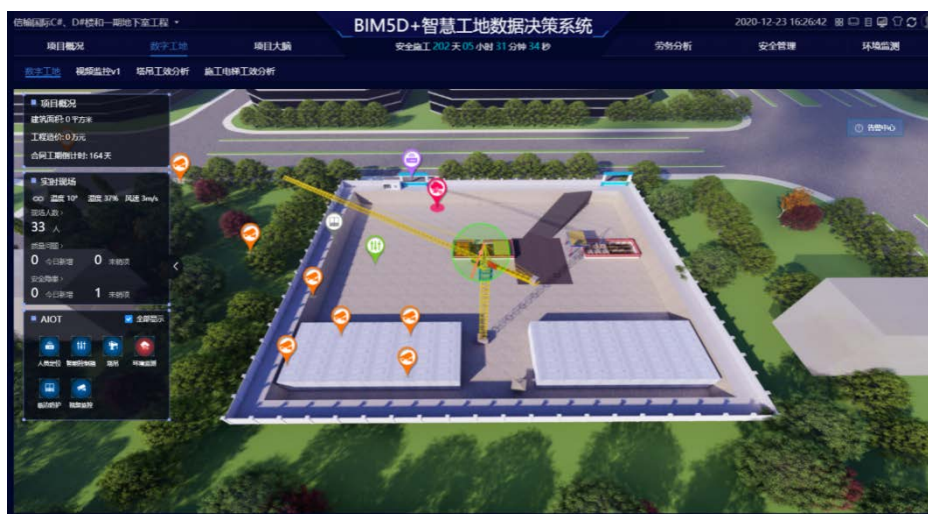 信榆国际C#、D#楼和一期地下室工程
BIM5D+智慧工地数据决策系统
2020-12-23 16:26:42
项目概况
数字工地
项目大脑
安全施工 202 天 05 小时 31 分钟 34 秒
劳务分析
安全管理
环境监测
数字工地
视频监控v1
塔吊工效分析
施工电梯工效分析
项目概况
建筑面积: 0 平方米
工程造价: 0 万元
合同工期倒计时: 164 天
告警中心
实时现场
温度 10° 湿度 37% 风速 3m/s
现场人数
33 人
质量问题
0 今日新增 0 未销项
安全隐患
0 今日新增 1 未销项
AIOT
全部显示
人员定位
智能控制箱
塔吊
环境监测
临边防护
视频监控